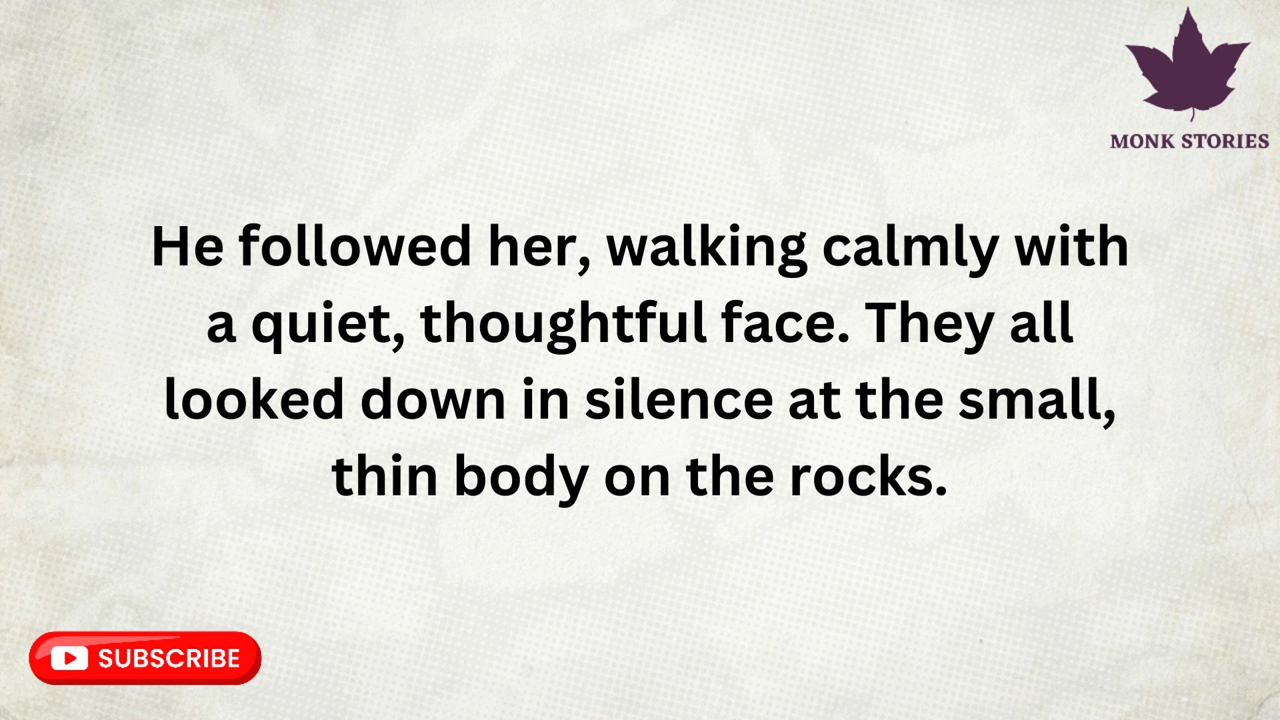 MONK STORIES
He followed her, walking calmly with
a quiet, thoughtful face. They all
looked down in silence at the small,
thin body on the rocks.
SUBSCRIBE